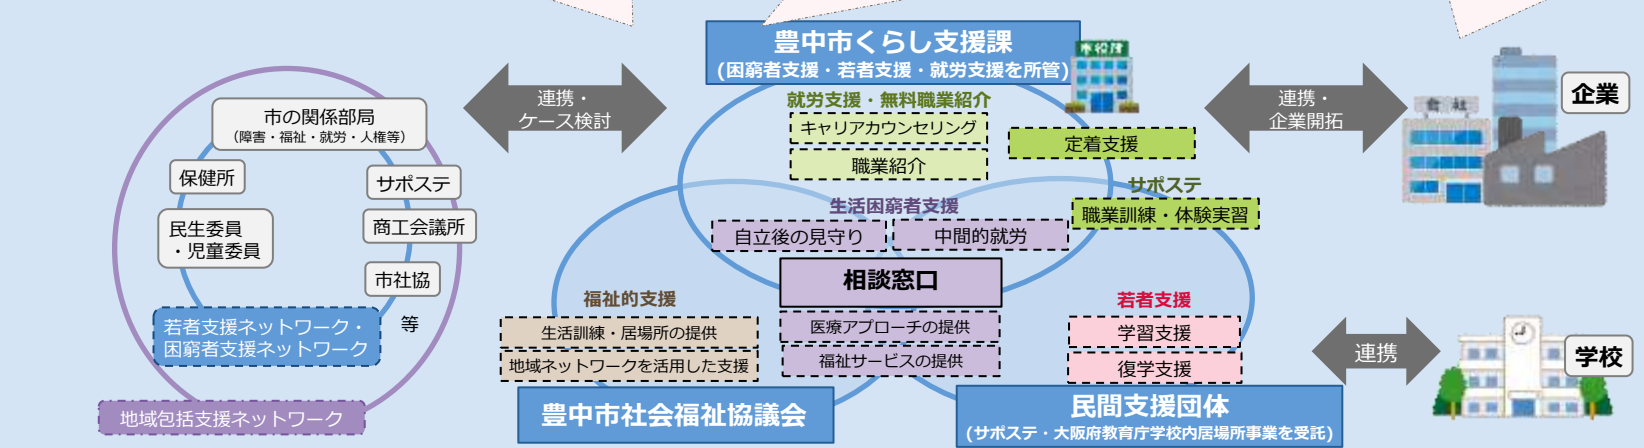 豊中市くらし支援課
(困窮者支援・若者支援・就労支援を所管)
市役所
連携・
ケース検討
連携・
企業開拓
会社
企業
就労支援・無料職業紹介
キャリアカウンセリング
職業紹介
定着支援
サポステ
職業訓練・体験実習
生活困窮者支援
自立後の見守り
中間的就労
相談窓口
医療アプローチの提供
福祉サービスの提供
福祉的支援
生活訓練・居場所の提供
地域ネットワークを活用した支援
若者支援
学習支援
復学支援
豊中市社会福祉協議会
民間支援団体
(サポステ・大阪府教育庁学校内居場所事業を受託)
連携
学校
市の関係部局
(障害・福祉・就労・人権等)
保健所
サポステ
民生委員
・児童委員
商工会議所
市社協
等
若者支援ネットワーク・
困窮者支援ネットワーク
地域包括支援ネットワーク